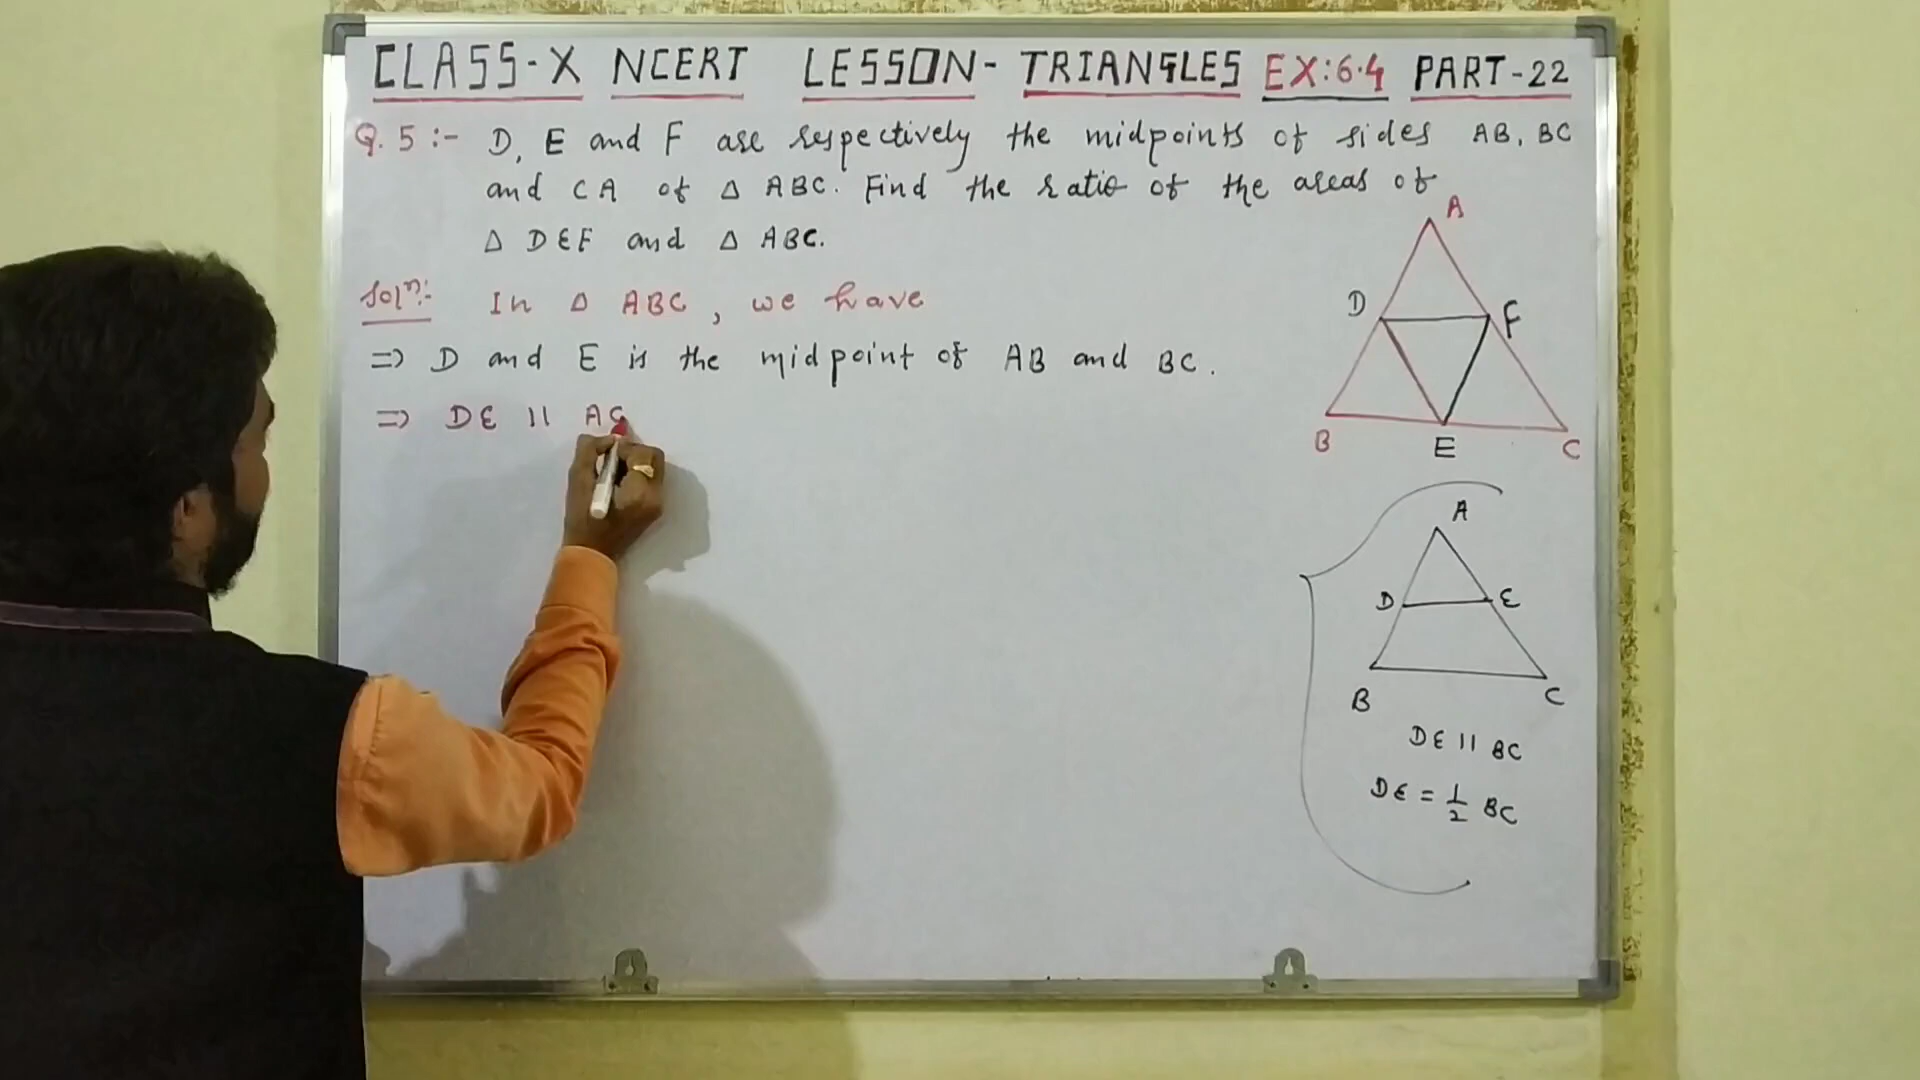 CLASS-X NCERT LESSON- TRIANGLES EX:6.4 PART-22
Q.5:- D, E and F are respectively the midpoints of sides AB, BC
and CA of Δ ABC. Find the ratio of the areas of
Δ DEF and Δ ABC.
Solⁿ:- In Δ ABC, we have
=> D and E is the midpoint of AB and BC.
=> DE || AC
A
D
F
B
E
C
A
D
E
B
C
DE || BC
DE = 1/2 BC